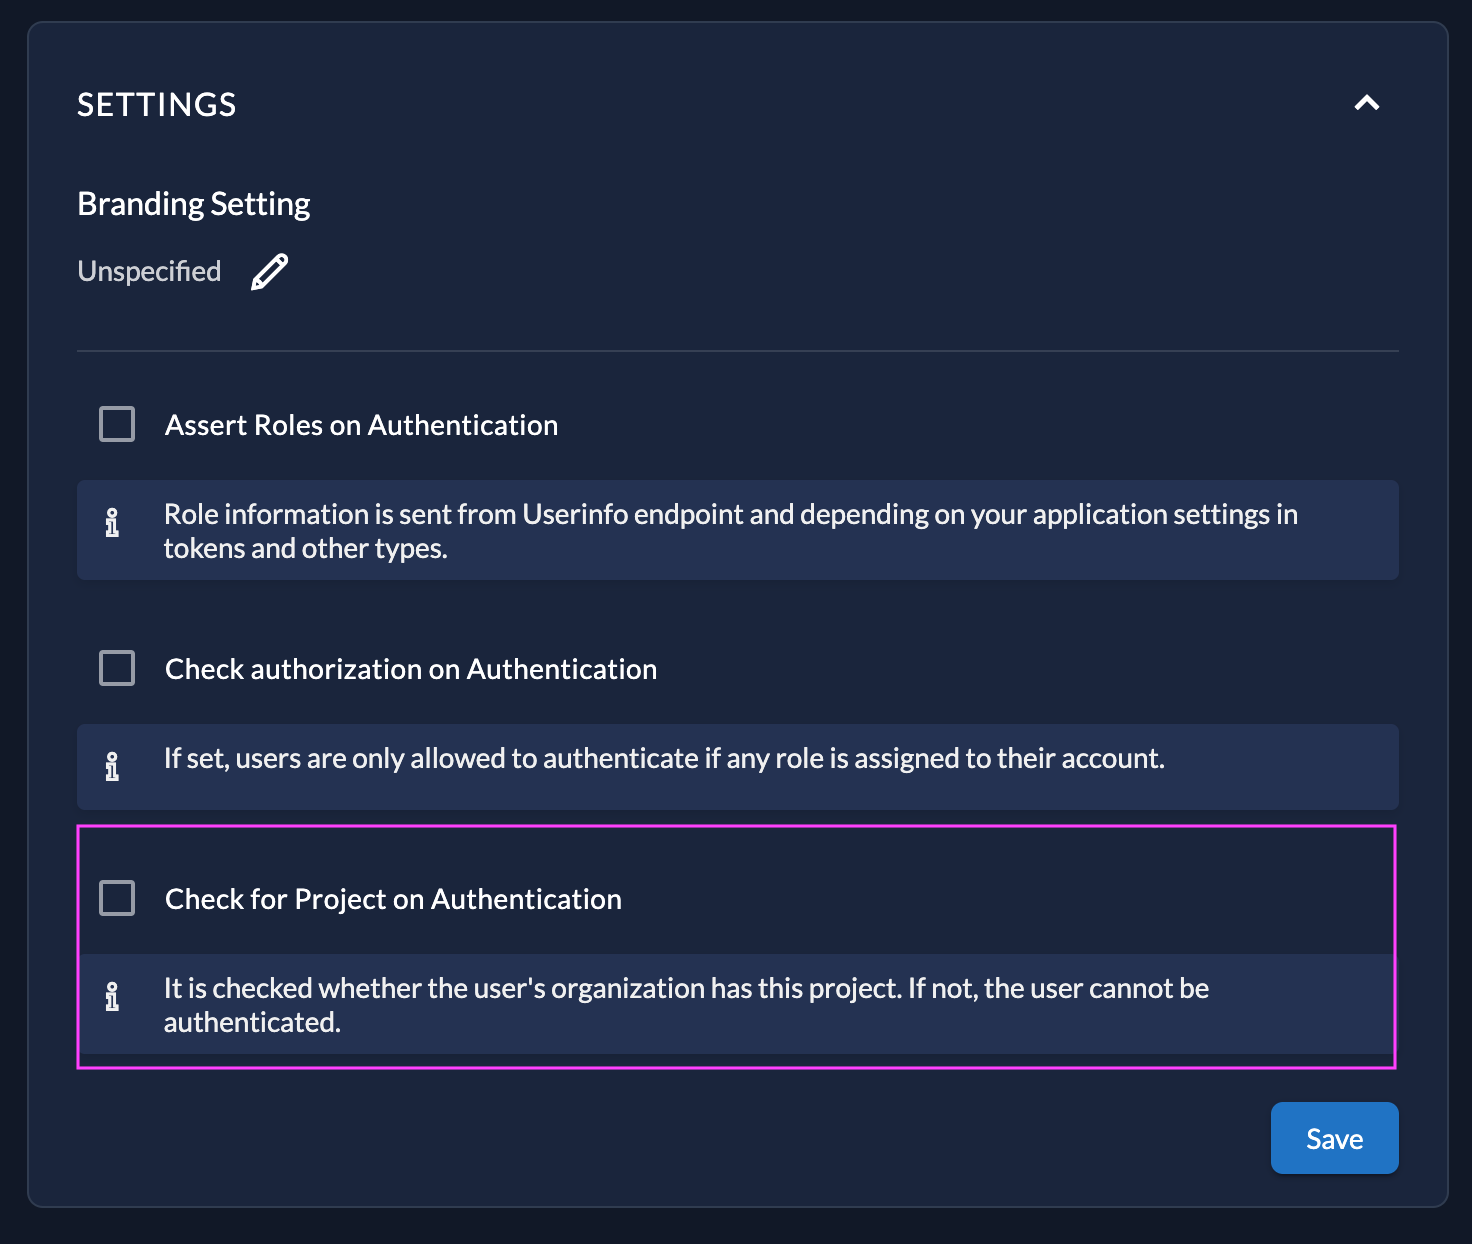 SETTINGS
Branding Setting
Unspecified
Assert Roles on Authentication
Role information is sent from Userinfo endpoint and depending on your application settings in
tokens and other types.
Check authorization on Authentication
If set, users are only allowed to authenticate if any role is assigned to their account.
Check for Project on Authentication
It is checked whether the user's organization has this project. If not, the user cannot be
authenticated.
Save